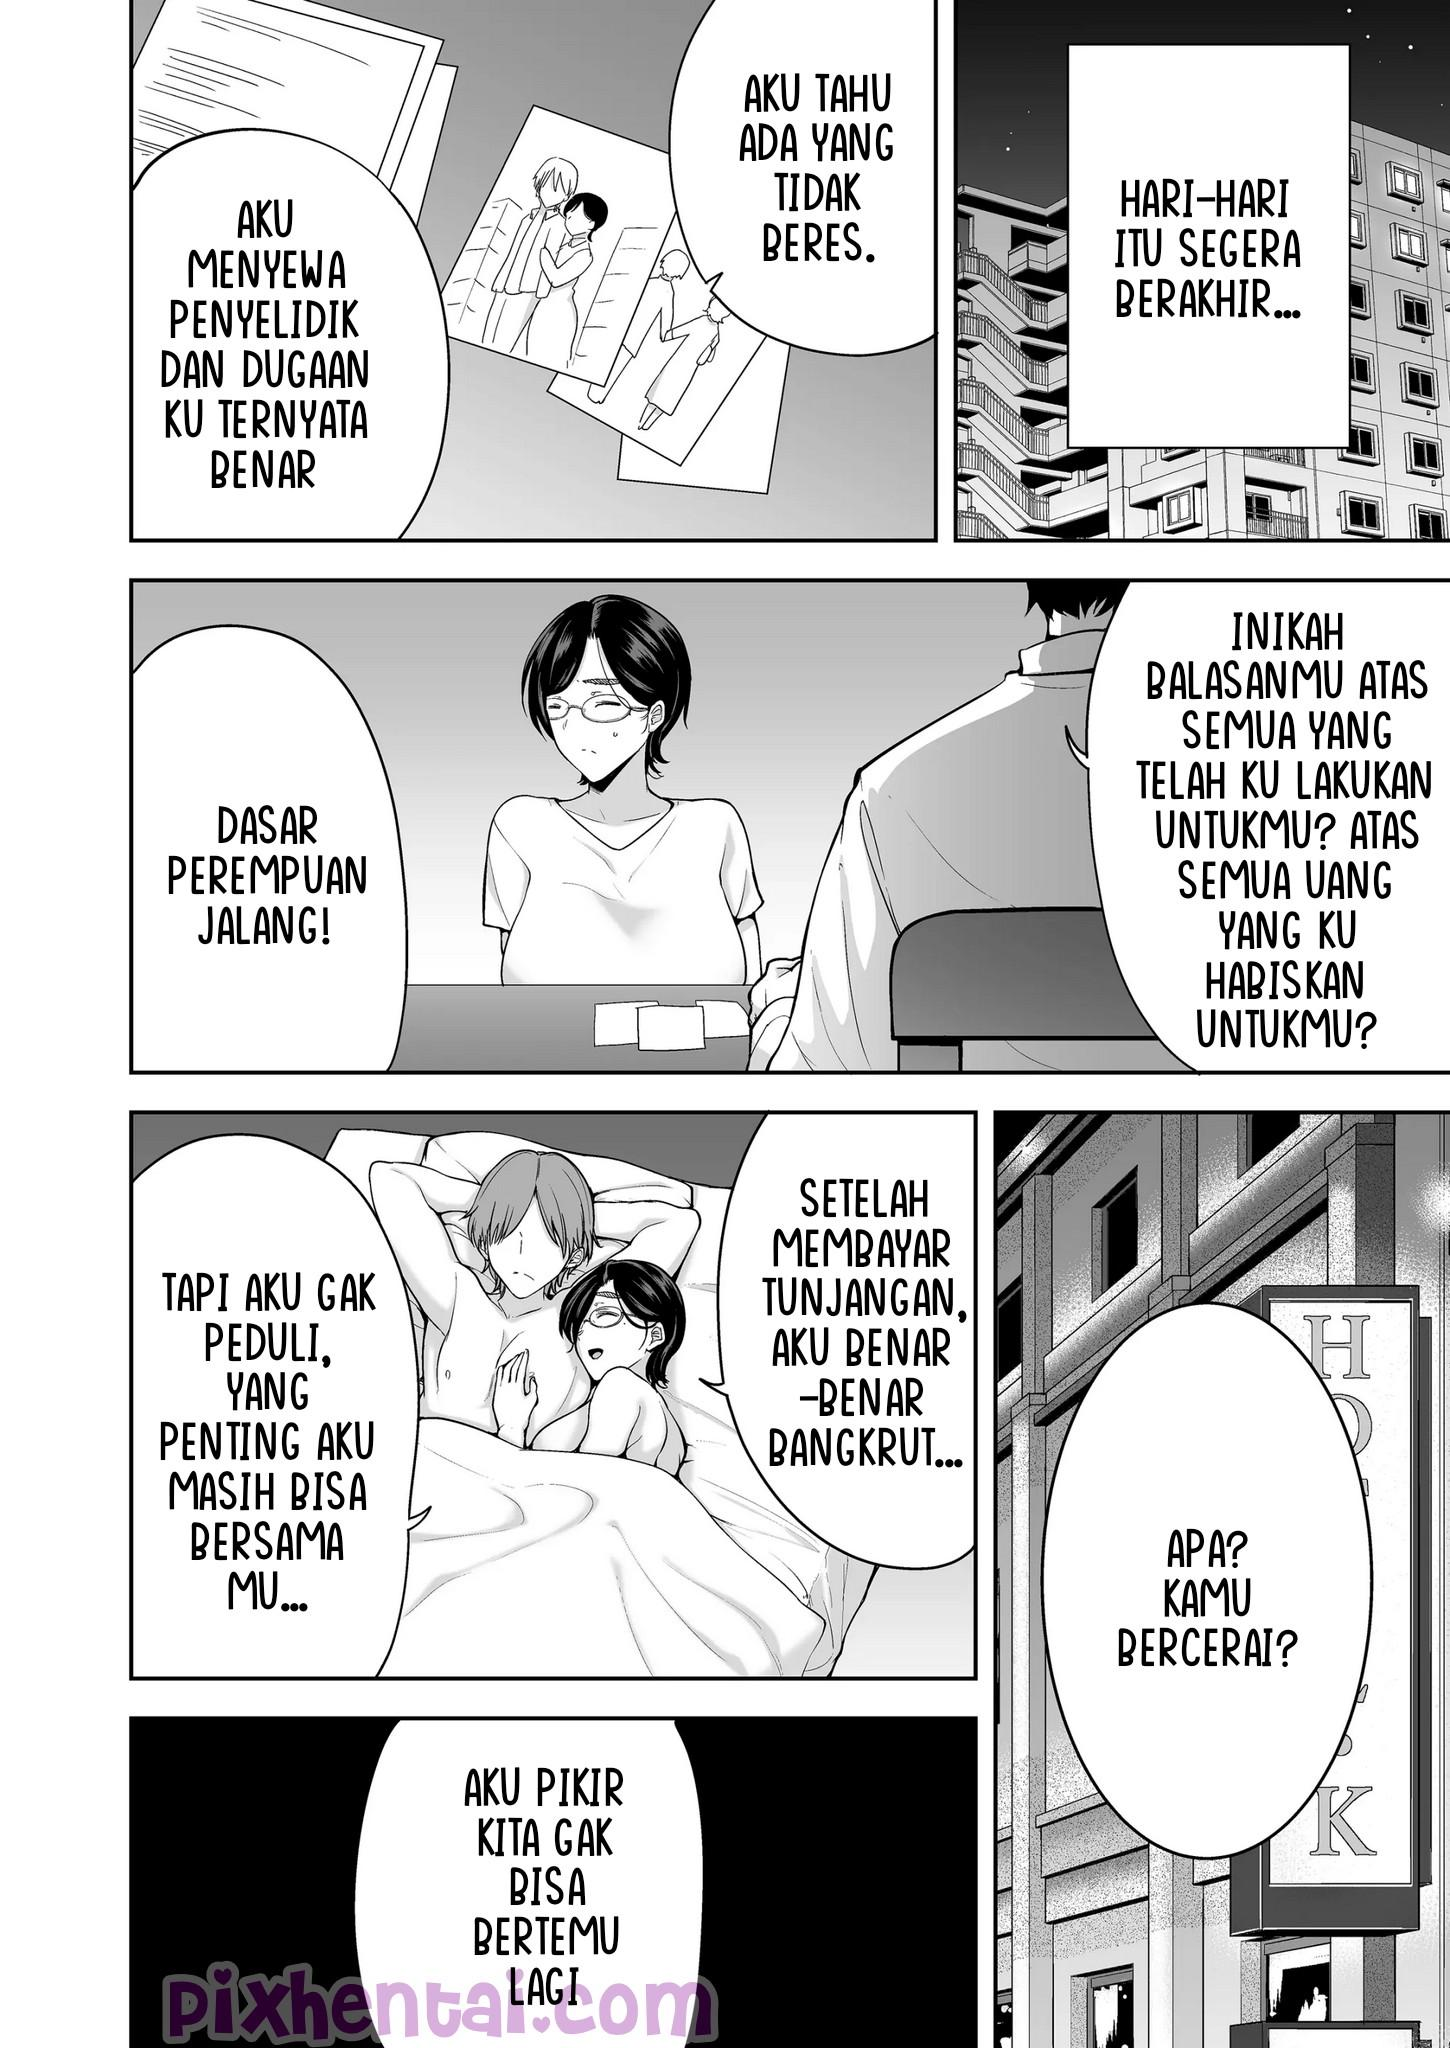 HARI-HARI
ITU SEGERA
BERAKHIR...
AKU TAHU
ADA YANG
TIDAK
BERES.
AKU
MENYEWA
PENYELIDIK
DAN DUGAAN
KU TERNYATA
BENAR
INIKAH
BALASANMU ATAS
SEMUA YANG
TELAH KU LAKUKAN
UNTUKMU? ATAS
SEMUA UANG
YANG KU
HABISKAN
UNTUKMU?
DASAR
PEREMPUAN
JALANG!
HO
K
APA?
KAMU
BERCERAI?
SETELAH
MEMBAYAR
TUNJANGAN,
AKU BENAR
-BENAR
BANGKRUT...
TAPI AKU GAK
PEDULI,
YANG
PENTING AKU
MASIH BISA
BERSAMA
MU...
AKU PIKIR
KITA GAK
BISA
BERTEMU
LAGI
pixhentai.com